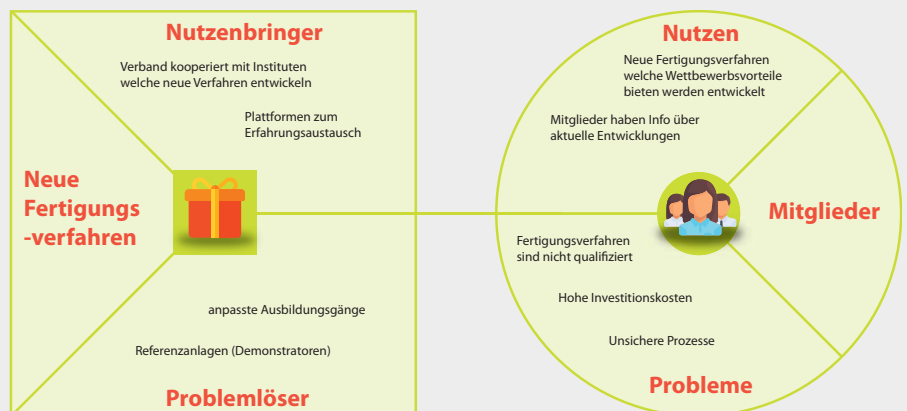 Nutzenbringer
Verband kooperiert mit Instituten
welche neue Verfahren entwickeln
Plattformen zum
Erfahrungsaustausch
Neue
Fertigungs
-verfahren
anpasste Ausbildungsgänge
Referenzanlagen (Demonstratoren)
Problemlöser
Nutzen
Neue Fertigungsverfahren
welche Wettbewerbsvorteile
bieten werden entwickelt
Mitglieder haben Info über
aktuelle Entwicklungen
Mitglieder
Fertigungsverfahren
sind nicht qualifiziert
Hohe Investitionskosten
Unsichere Prozesse
Probleme